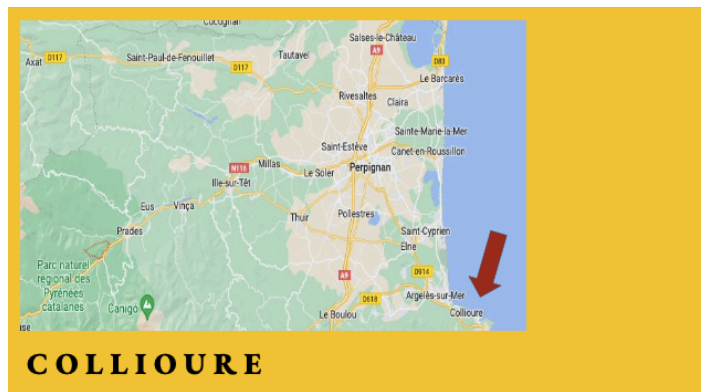 Cucugnan
Salses-le-Château
A9
Axat
D117
Saint-Paul-de-Fenouillet
Tautavel
D117
D83
Le Barcarès
Rivesaltes
Claira
Sainte-Marie-la-Mer
Saint-Estève
Canet-en-Roussillon
N116
Millas
Le Soler
Perpignan
Ille-sur-Têt
Eus
Vinça
Thuir
Pollestres
Prades
Saint-Cyprien
Elne
Parc naturel
régional des
Pyrénées
catalanes
A9
D914
Canigó
D618
Argelès-sur-Mer
Le Boulou
Collioure
COLLIOURE